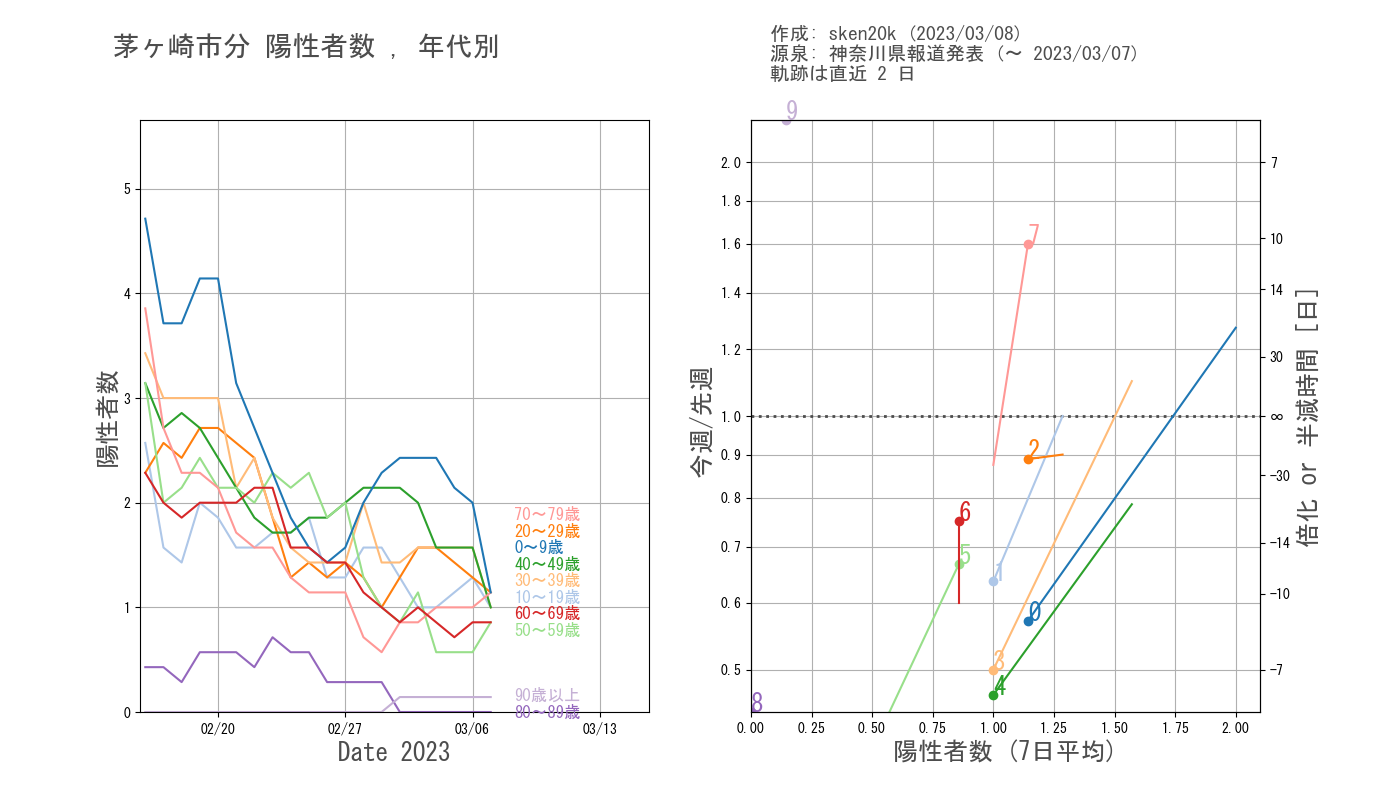 茅ヶ崎市分 陽性者数 , 年代別
作成: sken20k (2023/03/08)
源泉: 神奈川県報道発表 (〜 2023/03/07)
軌跡は直近 2 日
陽性者数
5
4
3
2
1
0
02/20
02/27
03/06
03/13
Date 2023
70〜79歳
20〜29歳
0〜9歳
40〜49歳
30〜39歳
10〜19歳
60〜69歳
50〜59歳
90歳以上
80〜89歳
今週/先週
2.0
1.8
1.6
1.4
1.2
1.0
0.9
0.8
0.7
0.6
0.5
9
7
2
6
5
1
0
3
4
8
0.00
0.25
0.50
0.75
1.00
1.25
1.50
1.75
2.00
陽性者数 (7日平均)
7
10
14
30
∞
−30
−14
−10
−7
倍化 or 半減時間 [日]